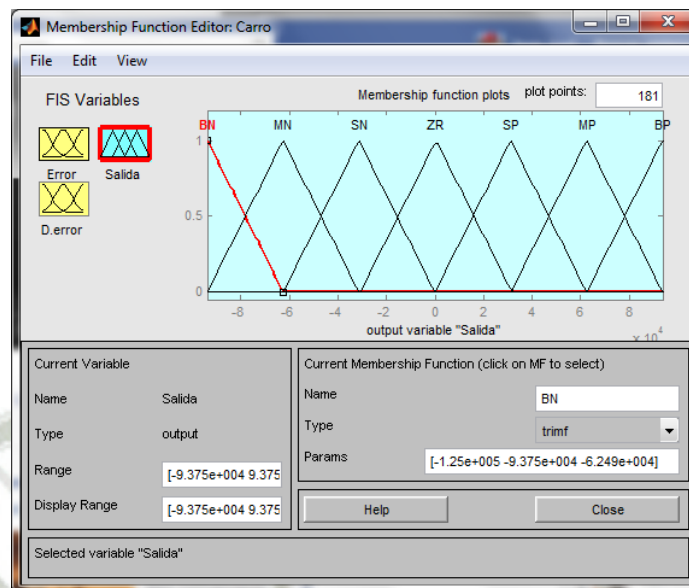 Membership Function Editor: Carro
File Edit View
FIS Variables
Membership function plots plot points: 181
BN MN SN ZR SP MP BP
1
0.5
0
-8 -6 -4 -2 0 2 4 6 8
x 10^4
output variable "Salida"
Error Salida
D.error
Current Variable
Name Salida
Type output
Range [-9.375e+004 9.375
Display Range [-9.375e+004 9.375
Current Membership Function (click on MF to select)
Name BN
Type trimf
Params [-1.25e+005 -9.375e+004 -6.249e+004]
Help Close
Selected variable "Salida"